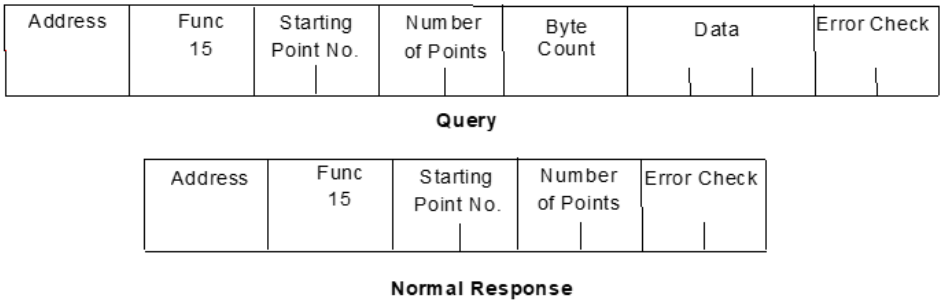 Address
Func
15
Starting
Point No.
Number
of Points
Byte
Count
Data
Error Check
Query
Address
Func
15
Starting
Point No.
Number
of Points
Error Check
Normal Response